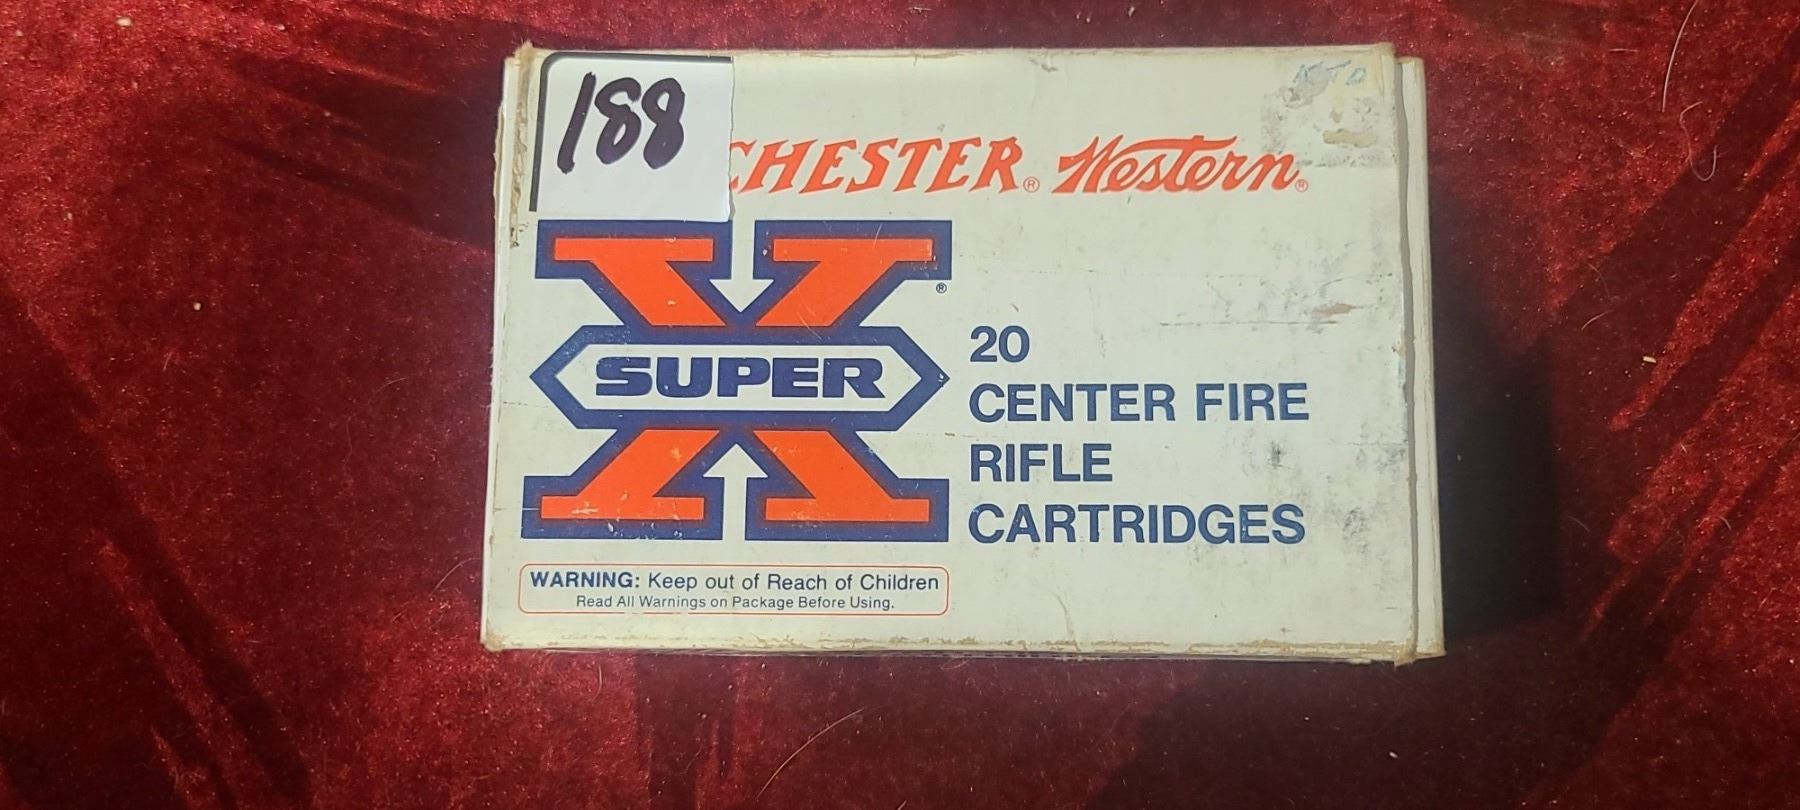 188
CHESTER® Western®
SUPER X®
20
CENTER FIRE
RIFLE
CARTRIDGES
WARNING: Keep out of Reach of Children
Read All Warnings on Package Before Using.